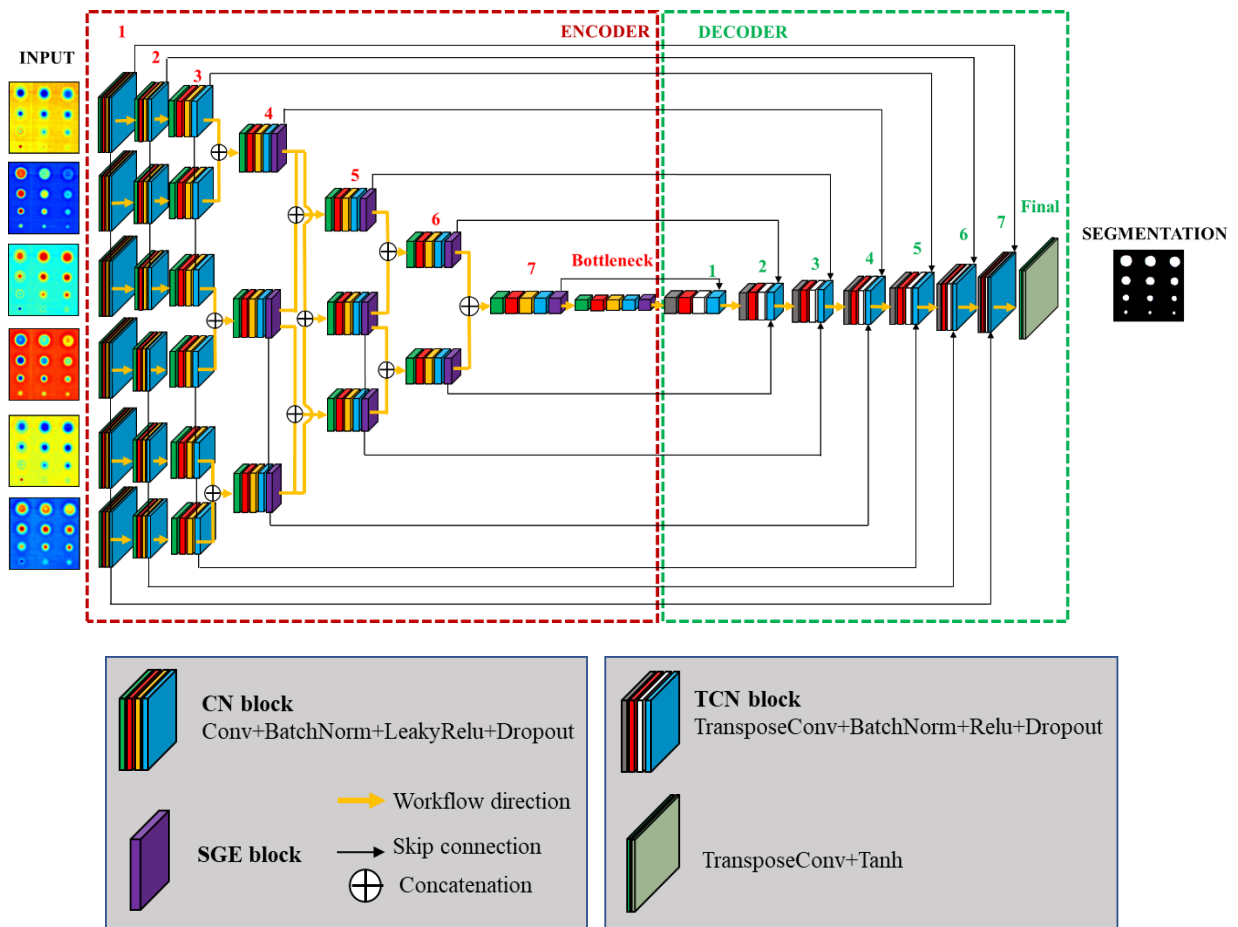 ENCODER
DECODER
INPUT
1
2
3
4
5
6
7
Bottleneck
1
2
3
4
5
6
7
Final
SEGMENTATION
CN block
Conv+BatchNorm+LeakyRelu+Dropout
Workflow direction
SGE block
Skip connection
Concatenation
TCN block
TransposeConv+BatchNorm+Relu+Dropout
TransposeConv+Tanh